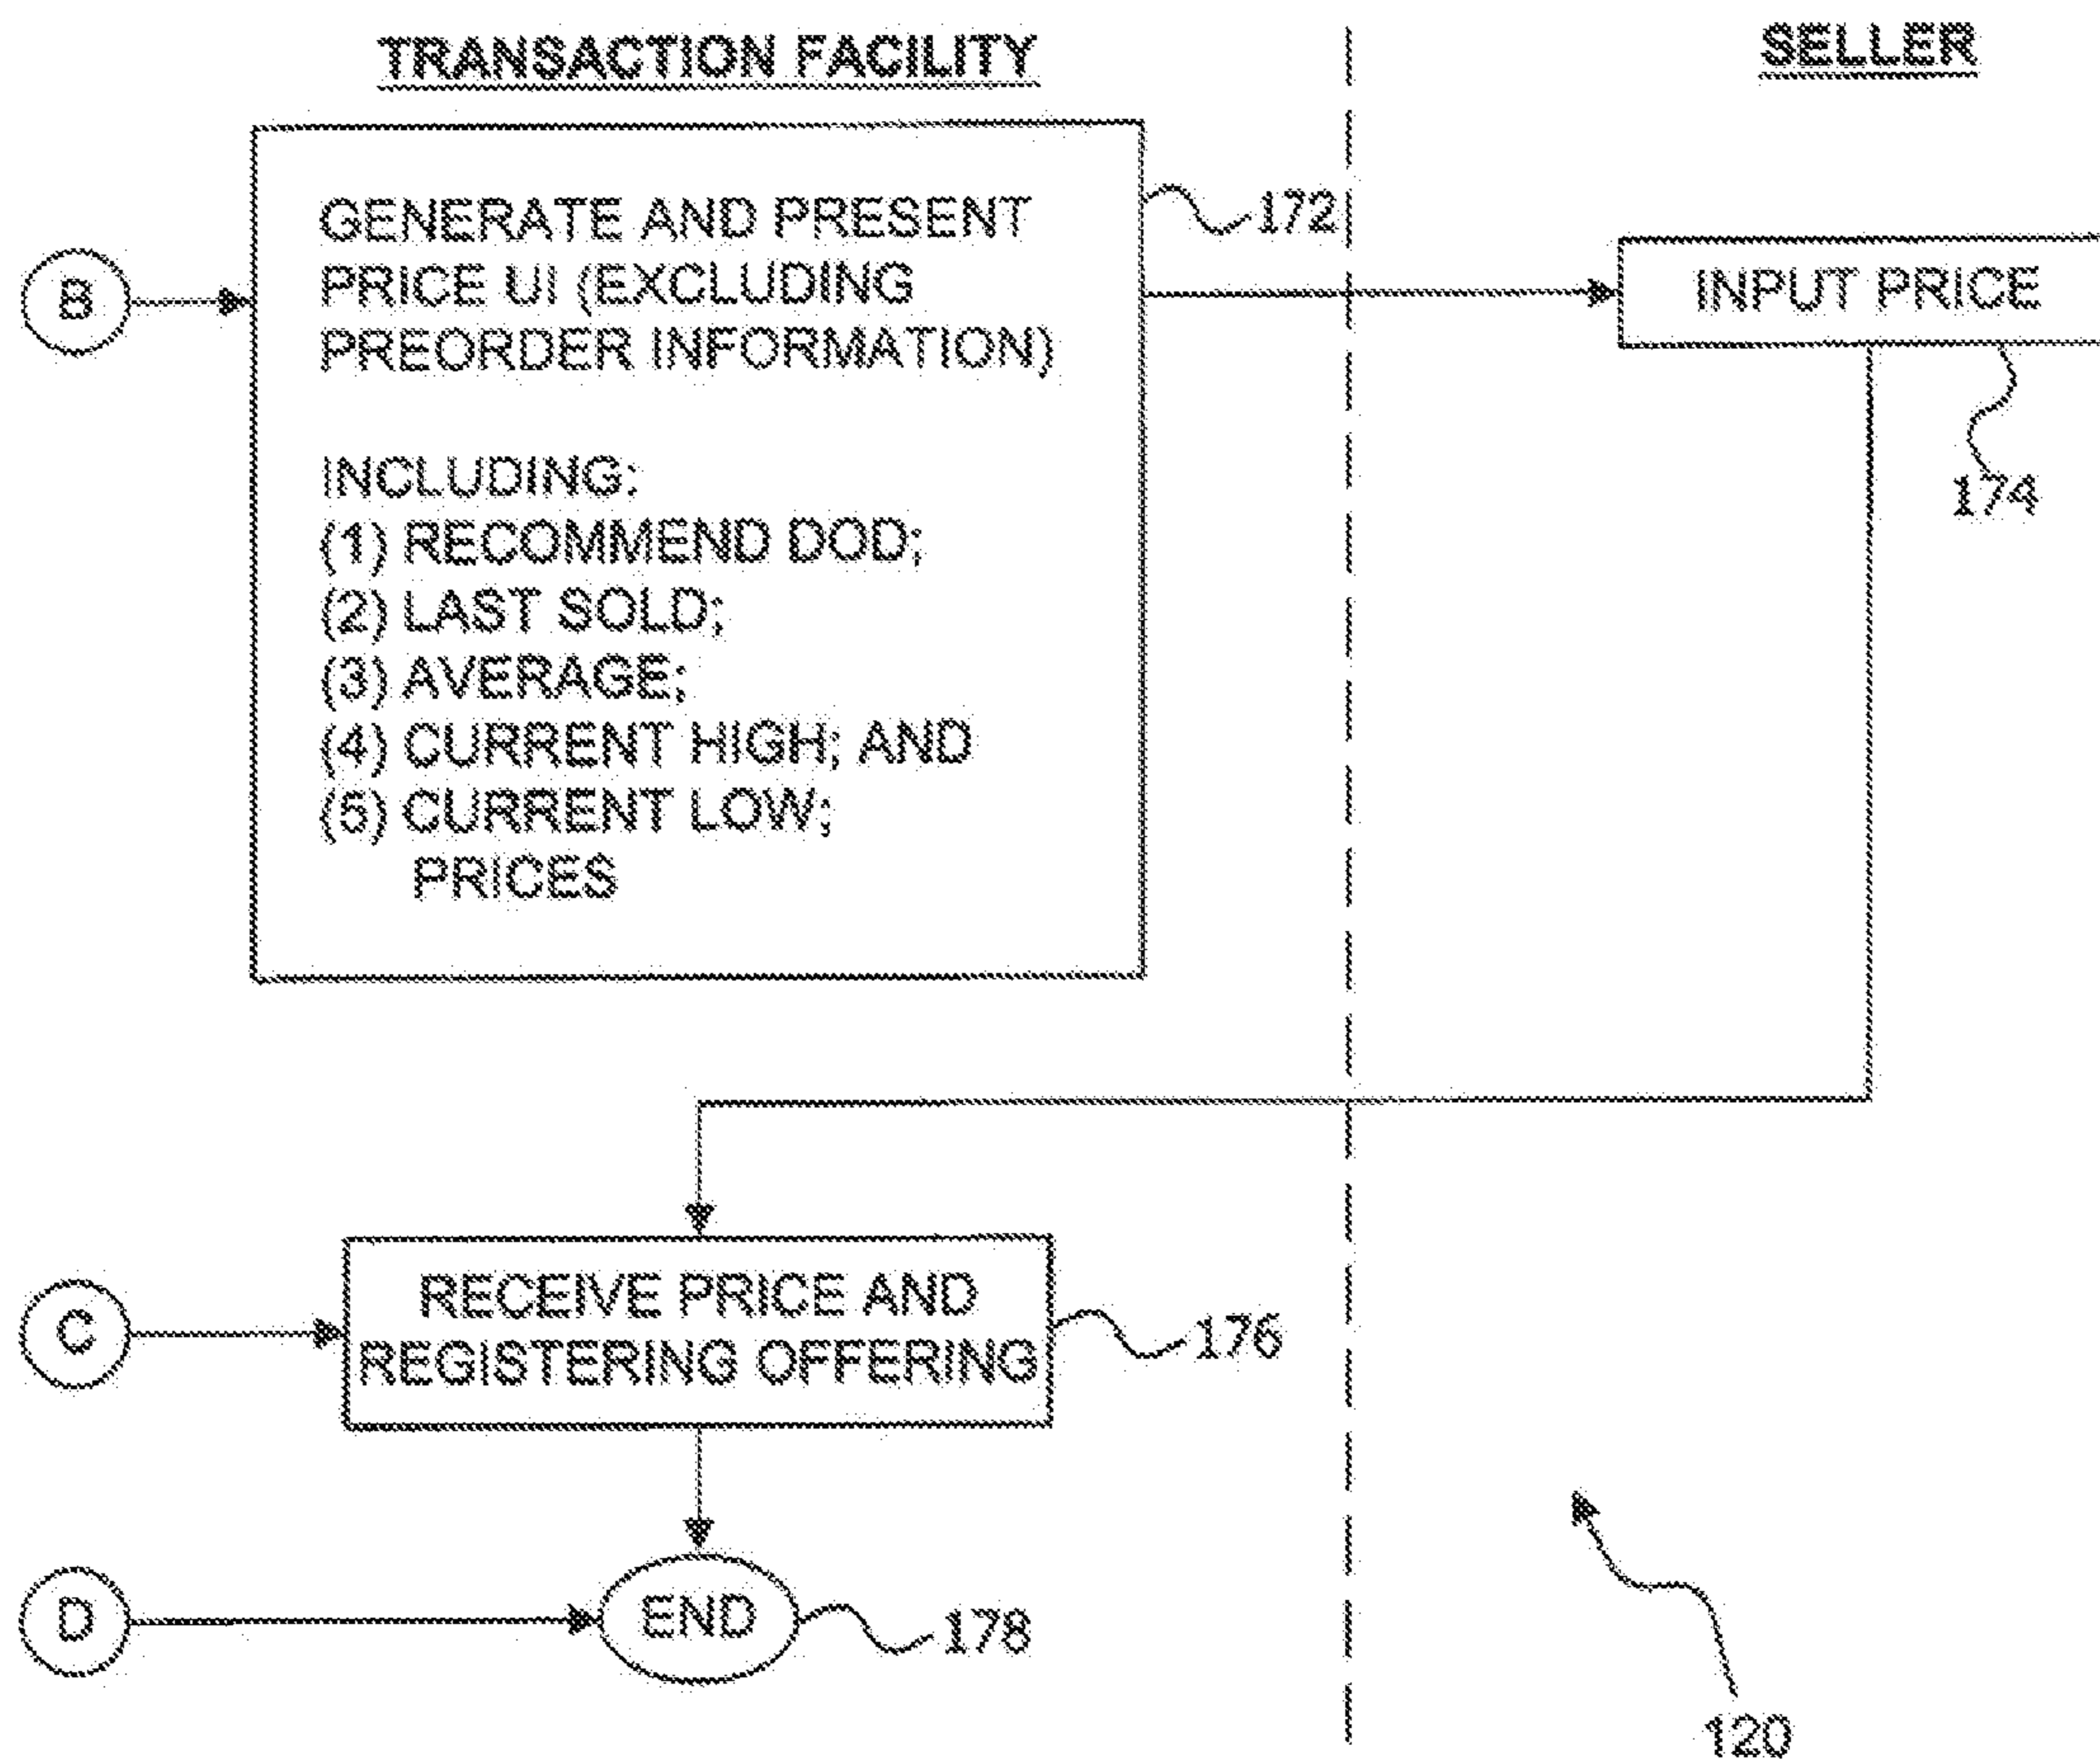 TRANSACTION FACILITY
SELLER
B
GENERATE AND PRESENT
PRICE UI (EXCLUDING
PREORDER INFORMATION)
INCLUDING:
(1) RECOMMEND DOD;
(2) LAST SOLD;
(3) AVERAGE;
(4) CURRENT HIGH; AND
(5) CURRENT LOW;
PRICES
172
INPUT PRICE
174
C
RECEIVE PRICE AND
REGISTERING OFFERING
176
D
END
178
120